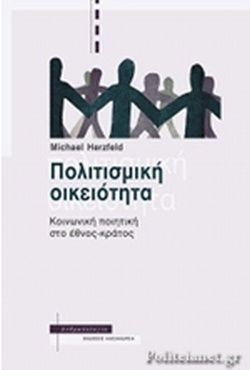 Michael Herzfeld
Πολιτισμική
οικειότητα
Κοινωνική ποιητική
στο έθνος-κράτος
Politeianet.gr